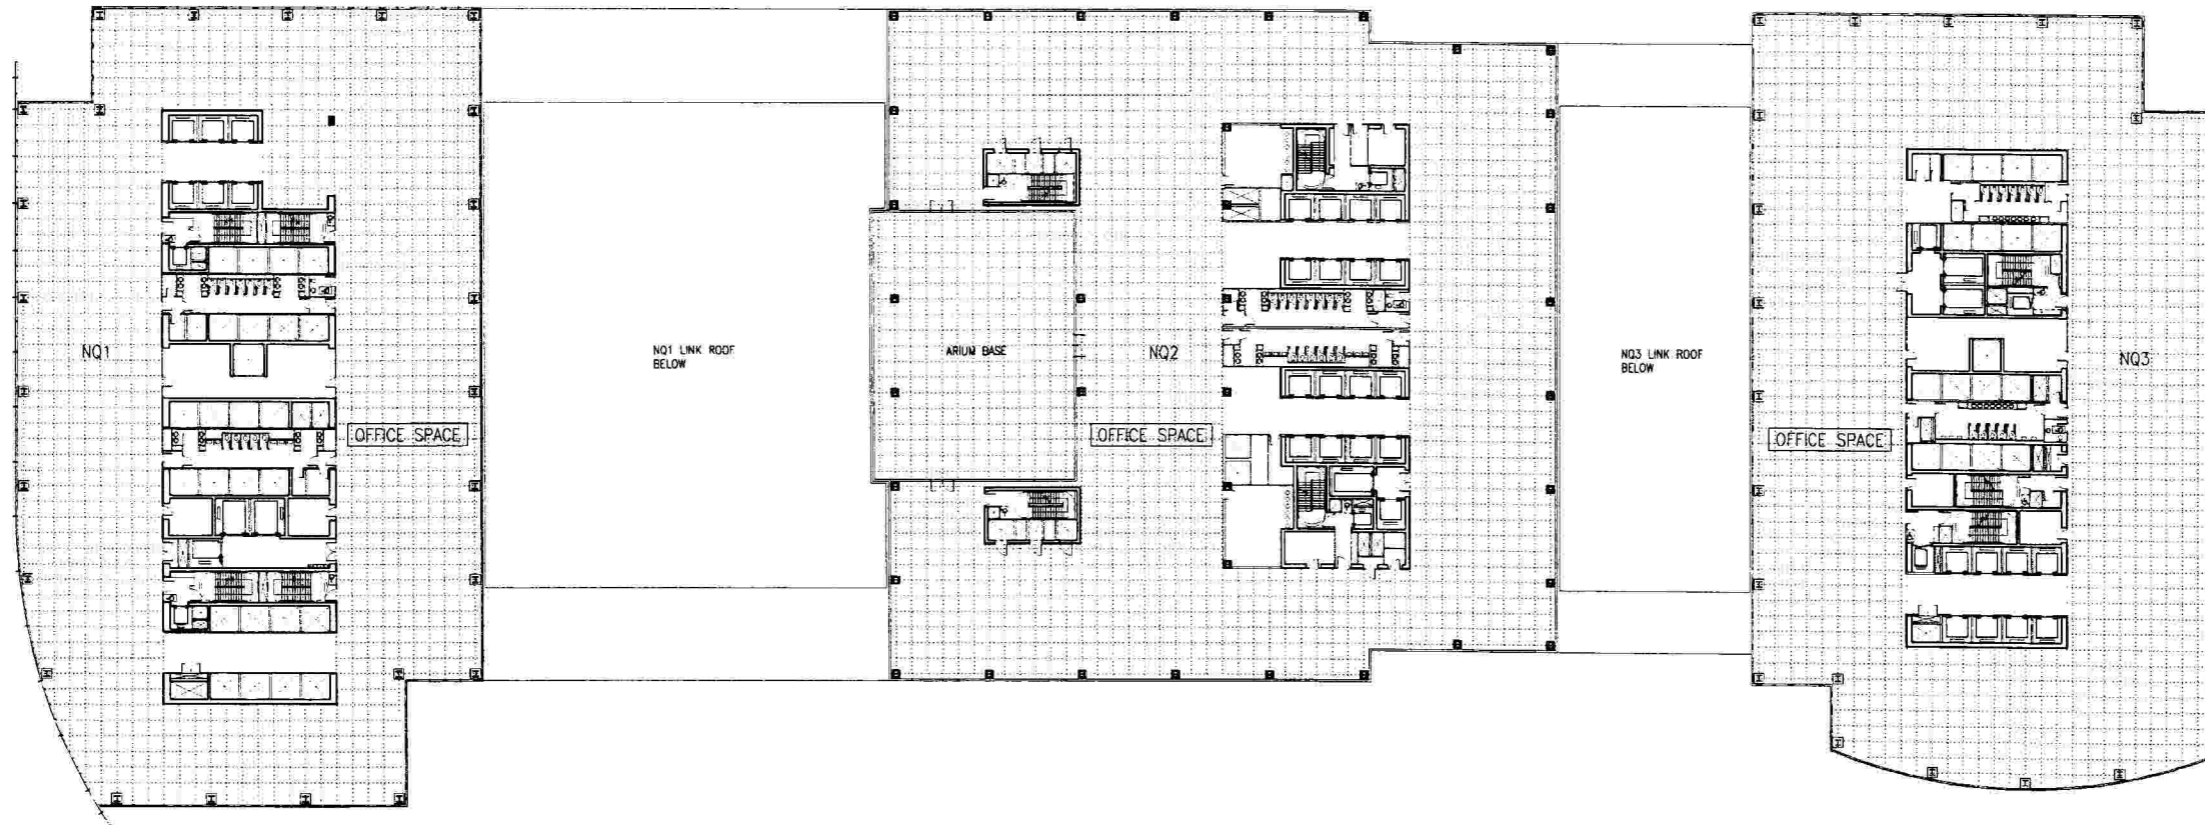 NQ1
OFFICE SPACE
NQ1 LINK ROOF
BELOW
ARIUM BASE
NQ2
OFFICE SPACE
NQ3 LINK ROOF
BELOW
OFFICE SPACE
NQ3